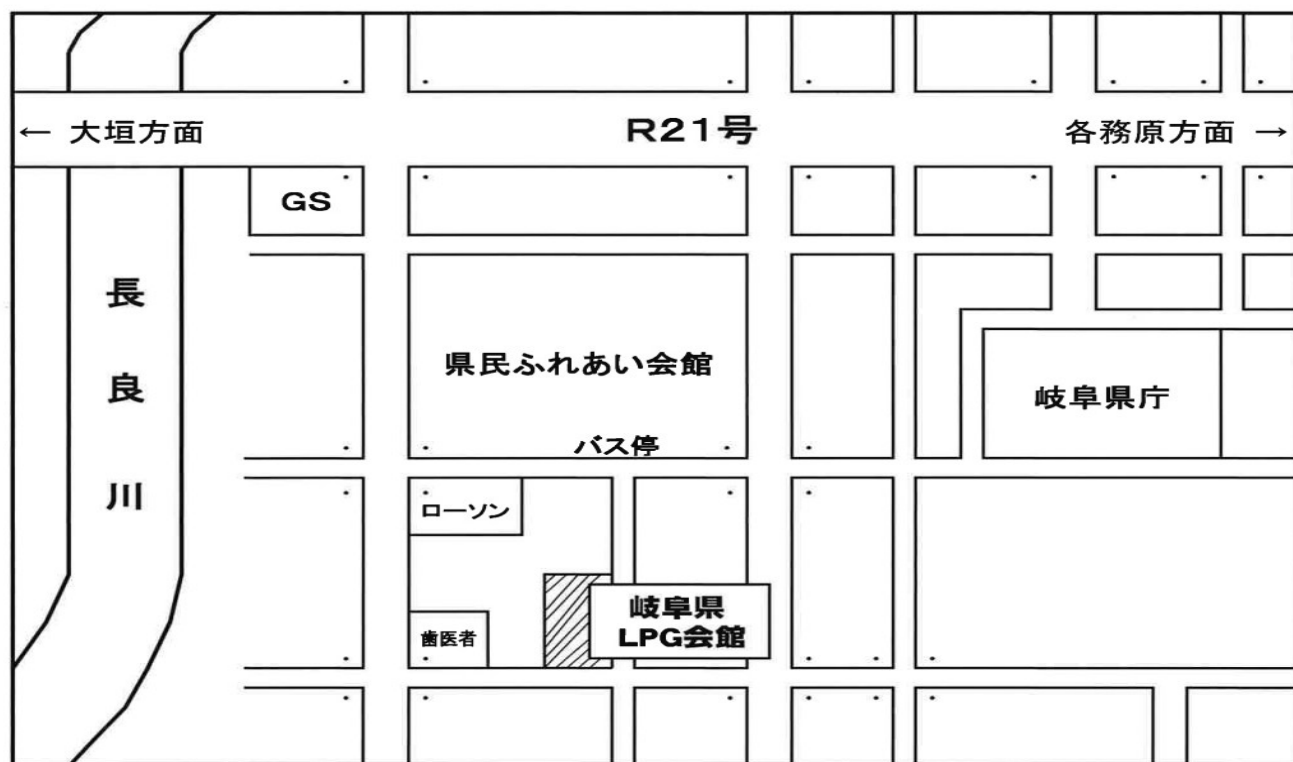 ← 大垣方面
R21号
各務原方面 →
GS
長良川
県民ふれあい会館
岐阜県庁
バス停
ローソン
岐阜県
LPG会館
歯医者